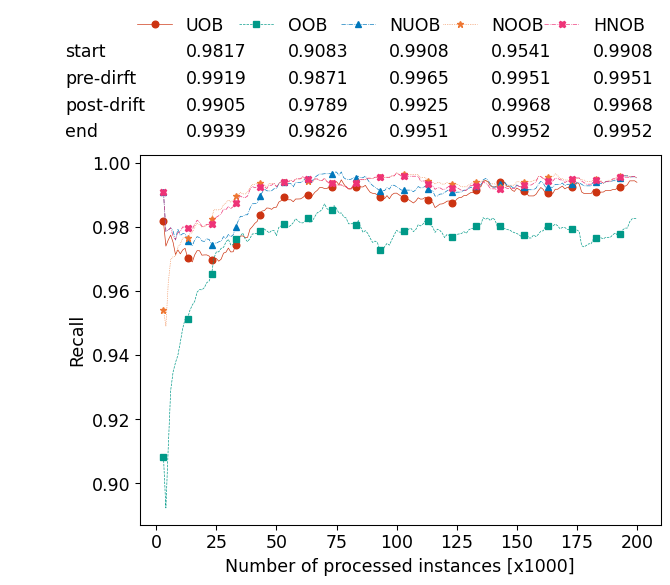 UOB OOB NUOB NOOB HNOB
start 0.9817 0.9083 0.9908 0.9541 0.9908
pre-dirft 0.9919 0.9871 0.9965 0.9951 0.9951
post-drift 0.9905 0.9789 0.9925 0.9968 0.9968
end 0.9939 0.9826 0.9951 0.9952 0.9952
1.00
0.98
0.96
0.94
0.92
0.90
Recall
0 25 50 75 100 125 150 175 200
Number of processed instances [x1000]